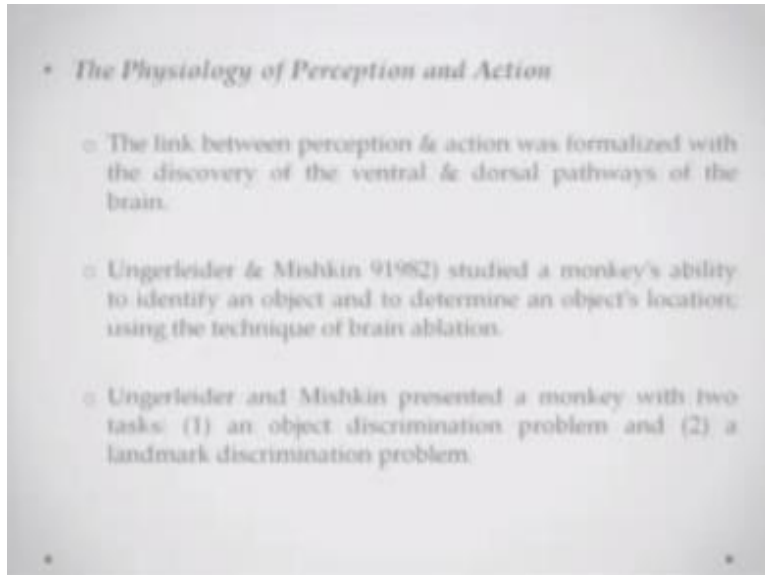 • The Physiology of Perception and Action
o The link between perception & action was formalized with
the discovery of the ventral & dorsal pathways of the
brain.
o Ungerleider & Mishkin 91982) studied a monkey's ability
to identify an object and to determine an object's location;
using the technique of brain ablation.
o Ungerleider and Mishkin presented a monkey with two
tasks: (1) an object discrimination problem and (2) a
landmark discrimination problem.